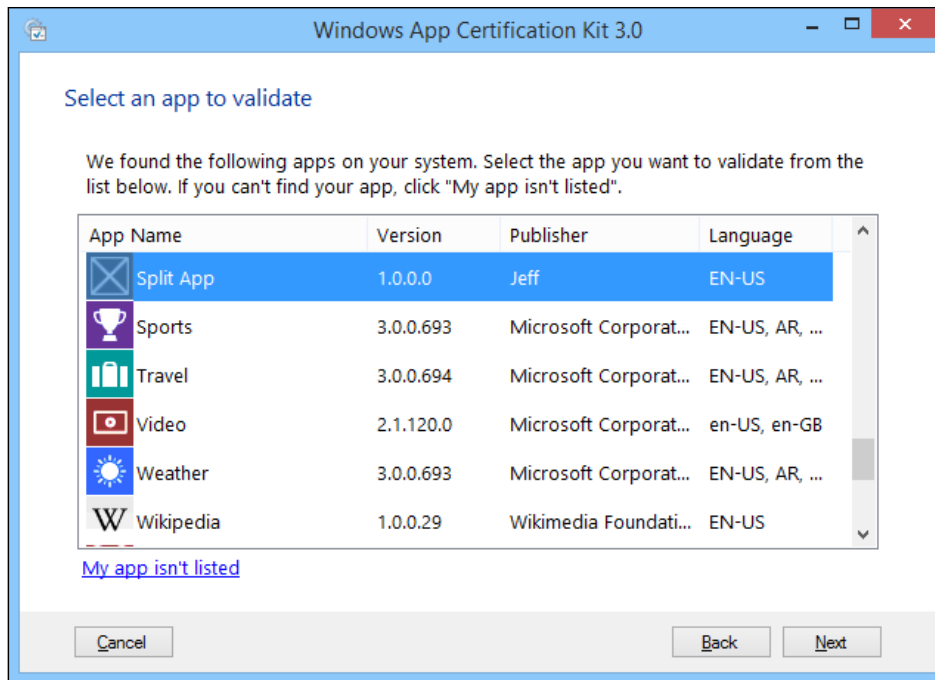 Windows App Certification Kit 3.0
Select an app to validate
We found the following apps on your system. Select the app you want to validate from the
list below. If you can't find your app, click "My app isn't listed".
App Name Version Publisher Language
Split App 1.0.0.0 Jeff EN-US
Sports 3.0.0.693 Microsoft Corporat... EN-US, AR, ...
Travel 3.0.0.694 Microsoft Corporat... EN-US, AR, ...
Video 2.1.120.0 Microsoft Corporat... en-US, en-GB
Weather 3.0.0.693 Microsoft Corporat... EN-US, AR, ...
W Wikipedia 1.0.0.29 Wikimedia Foundati... EN-US
My app isn't listed
Cancel Back Next